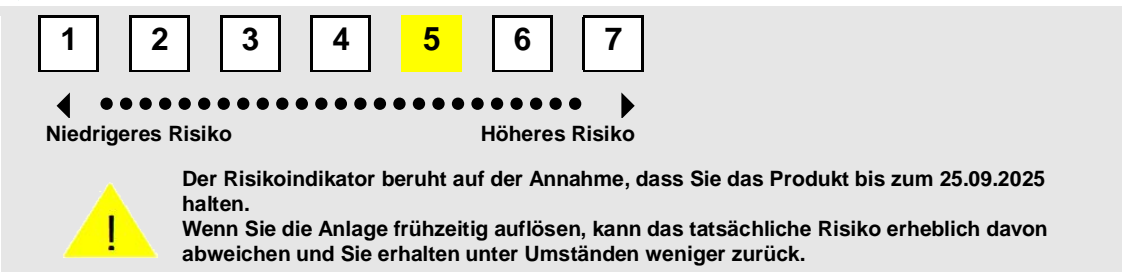 1 2 3 4 5 6 7
Niedrigeres Risiko Höheres Risiko
Der Risikoindikator beruht auf der Annahme, dass Sie das Produkt bis zum 25.09.2025
halten.
Wenn Sie die Anlage frühzeitig auflösen, kann das tatsächliche Risiko erheblich davon
abweichen und Sie erhalten unter Umständen weniger zurück.
!